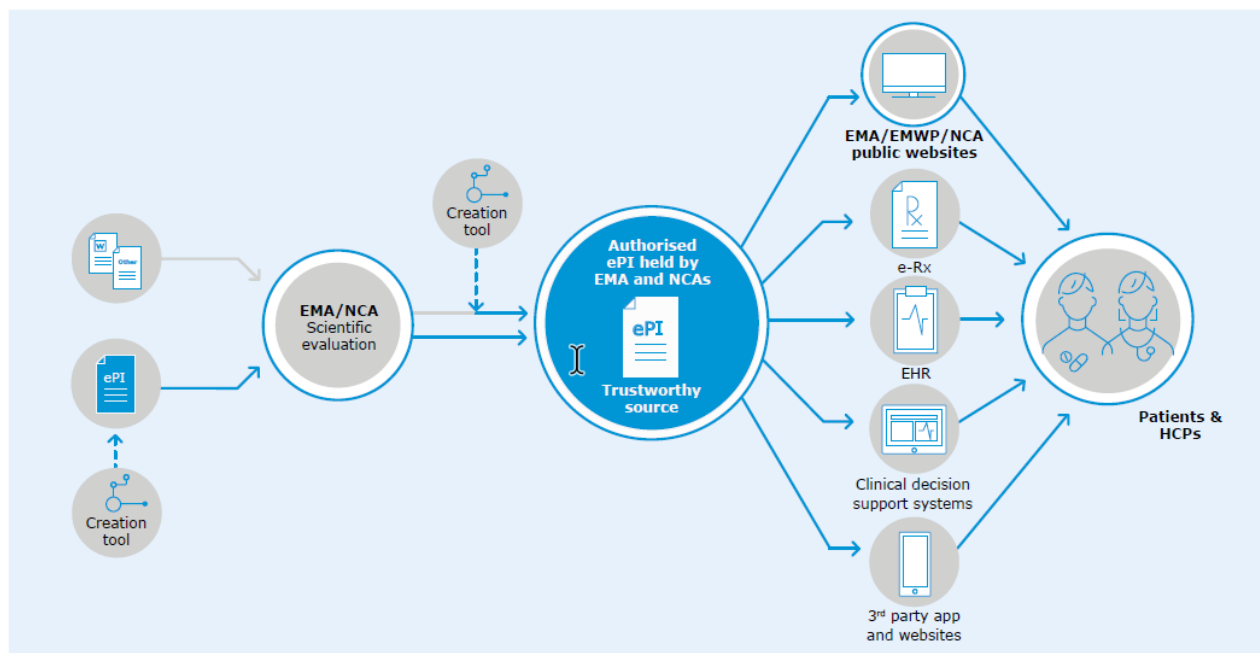 W
Other
ePI
Creation
tool
EMA/NCA
Scientific
evaluation
Creation
tool
Authorised
ePI held by
EMA and NCAs
ePI
Trustworthy
source
EMA/EMWP/NCA
public websites
Rx
e-Rx
EHR
Clinical decision
support systems
3rd party app
and websites
Patients &
HCPs